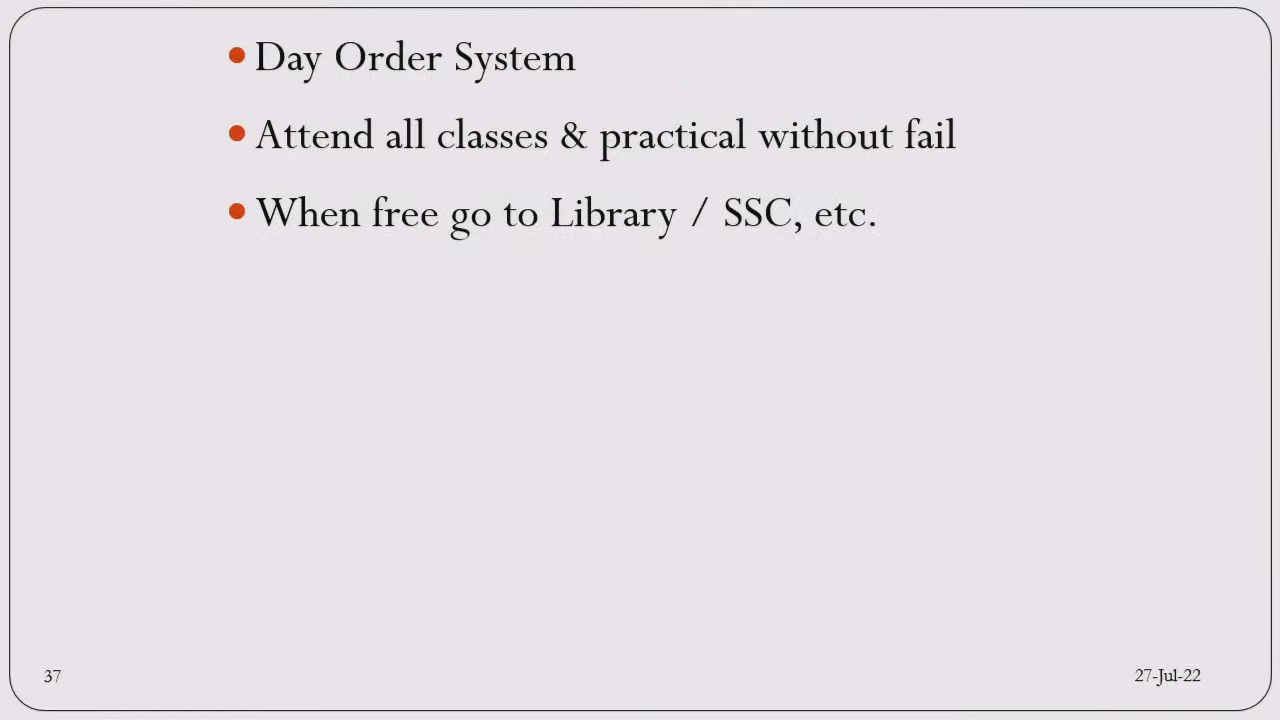 Day Order System
Attend all classes & practical without fail
When free go to Library / SSC, etc.
37
27-Jul-22